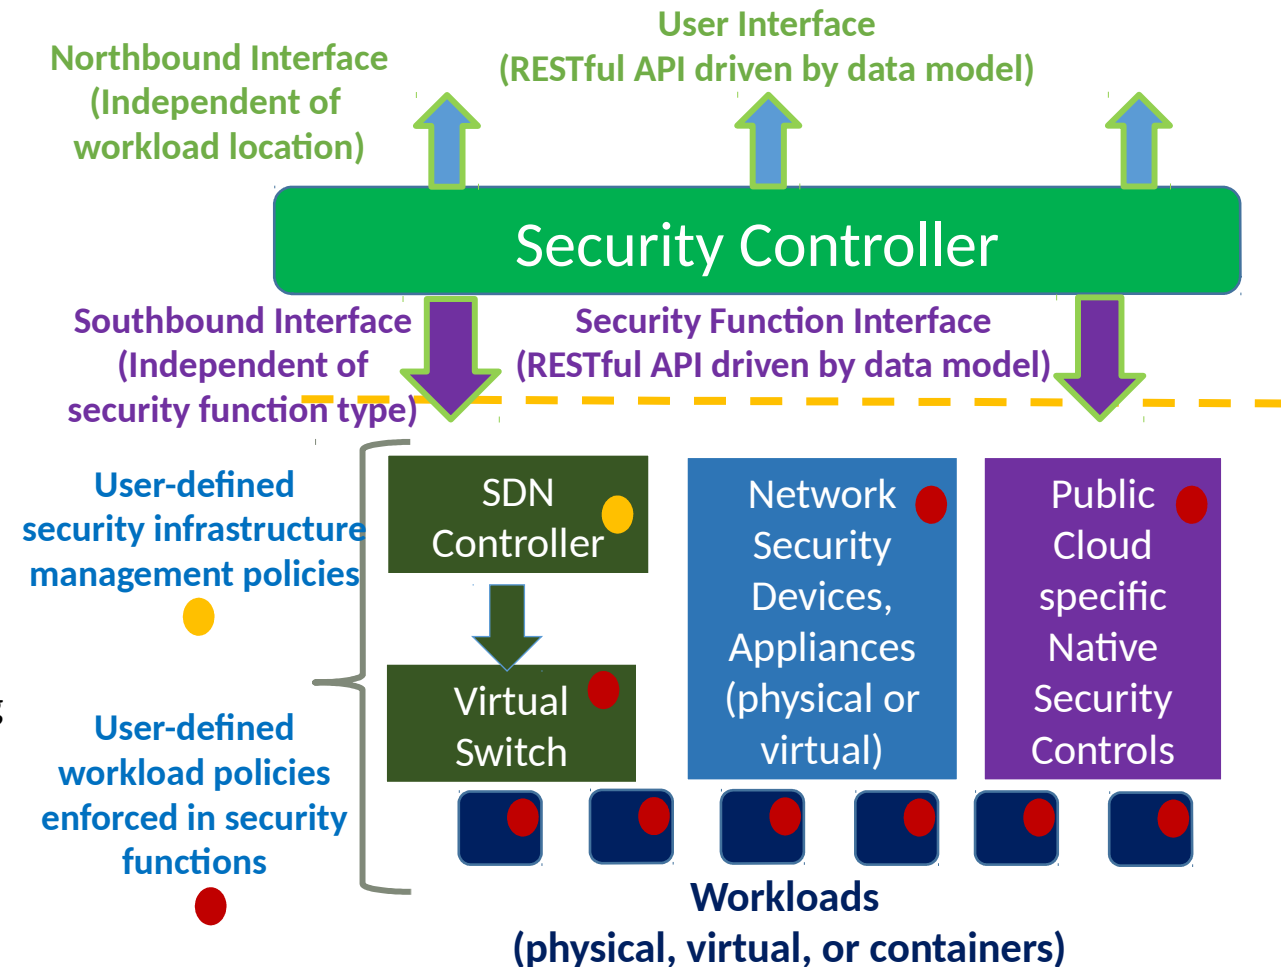 User Interface
(RESTful API driven by data model)
Northbound Interface
(Independent of
workload location)
Security Controller
Southbound Interface
(Independent of
security function type)
Security Function Interface
(RESTful API driven by data model)
User-defined
security infrastructure
management policies
User-defined
workload policies
enforced in security
functions
SDN
Controller
Virtual
Switch
Network
Security
Devices,
Appliances
(physical or
virtual)
Public
Cloud
specific
Native
Security
Controls
Workloads
(physical, virtual, or containers)